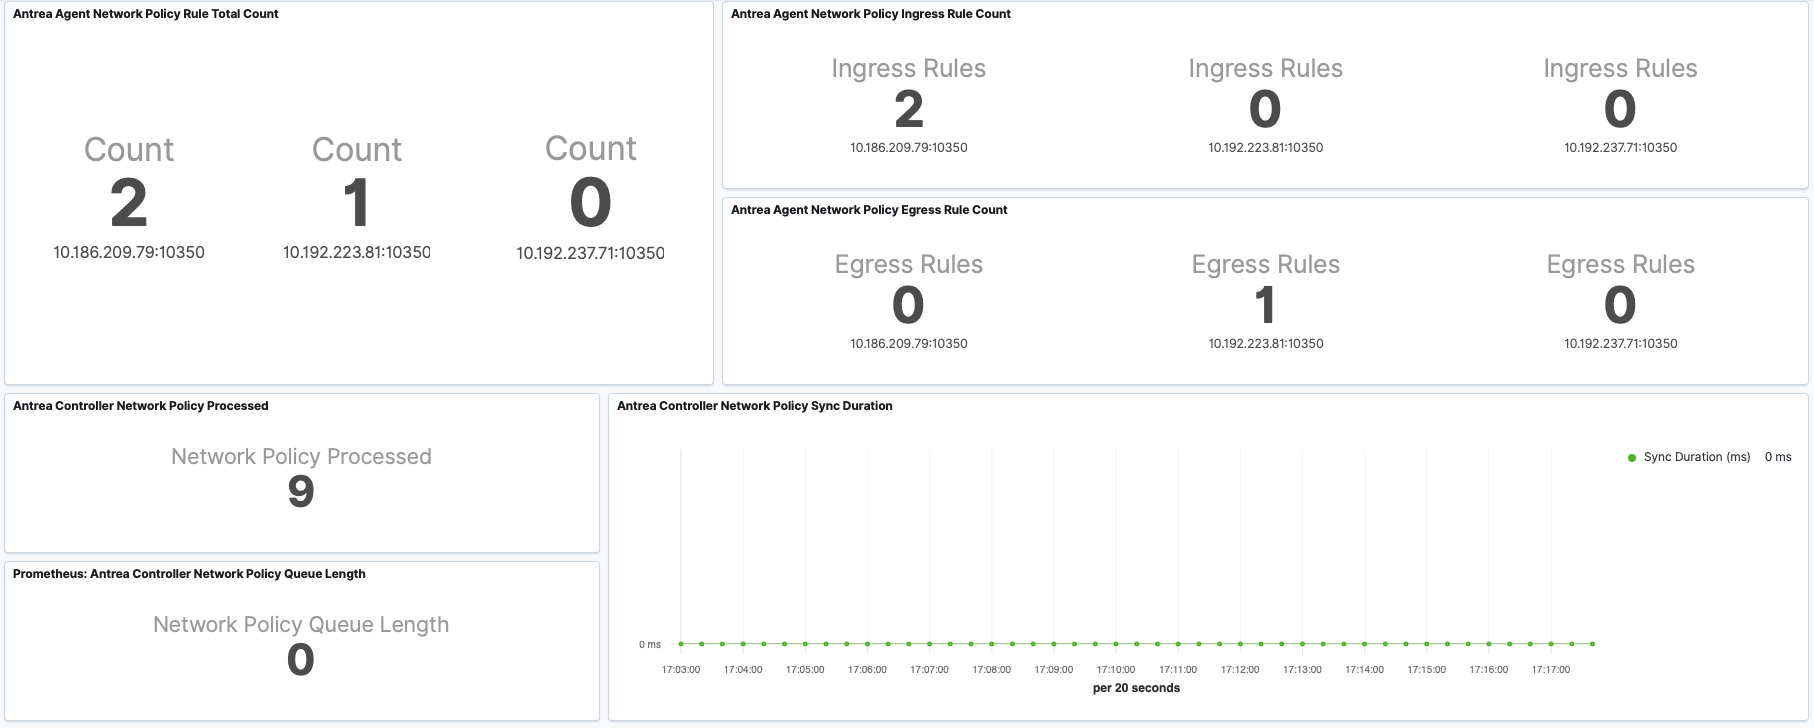 Antrea Agent Network Policy Rule Total Count
Count
2
10.186.209.79:10350
Count
1
10.192.223.81:10350
Count
0
10.192.237.71:10350
Antrea Agent Network Policy Ingress Rule Count
Ingress Rules
2
10.186.209.79:10350
Ingress Rules
0
10.192.223.81:10350
Ingress Rules
0
10.192.237.71:10350
Antrea Agent Network Policy Egress Rule Count
Egress Rules
0
10.186.209.79:10350
Egress Rules
1
10.192.223.81:10350
Egress Rules
0
10.192.237.71:10350
Antrea Controller Network Policy Processed
Network Policy Processed
9
Prometheus: Antrea Controller Network Policy Queue Length
Network Policy Queue Length
0
Antrea Controller Network Policy Sync Duration
Sync Duration (ms) 0 ms
0 ms
17:03:00 17:04:00 17:05:00 17:06:00 17:07:00 17:08:00 17:09:00 17:10:00 17:11:00 17:12:00 17:13:00 17:14:00 17:15:00 17:16:00 17:17:00
per 20 seconds